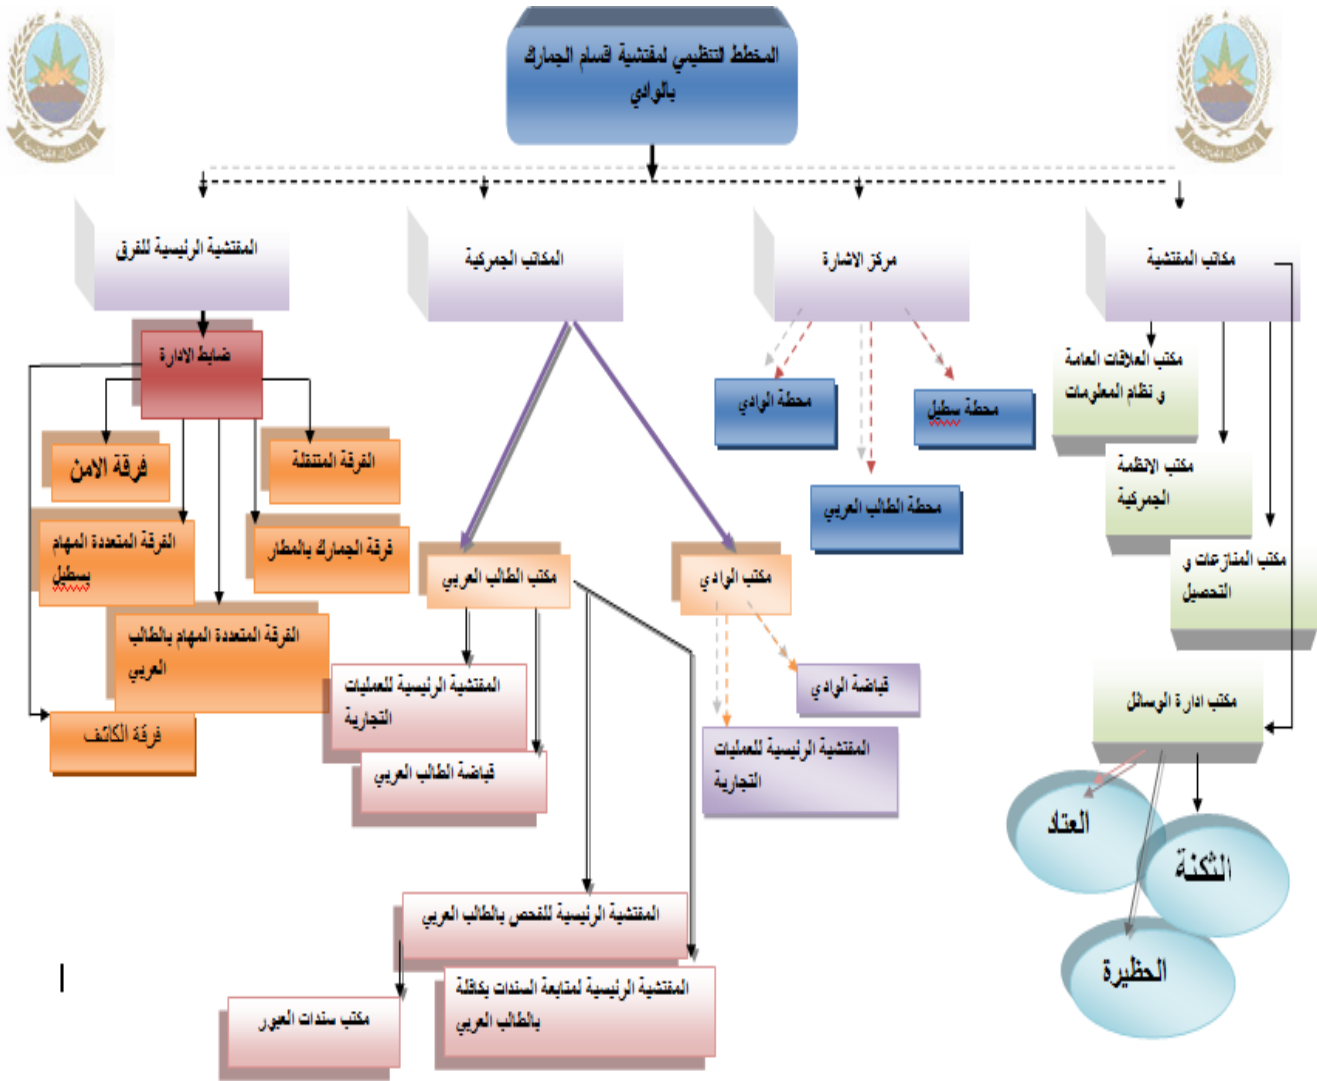 المخطط التنظيمي لمفتشية اقسام الجمارك
بالوادي
مكاتب المفتشية
مركز الاشارة
المكاتب الجمركية
المفتشية الرئيسية للفرق
مكتب العلاقات العامة
و نظام المعلومات
مكتب الانظمة
الجمركية
مكتب المنازعات و
التحصيل
مكتب ادارة الوسائل
العتاد
الثكنة
الحظيرة
محطة سطيل
محطة الوادي
محطة الطالب العربي
مكتب الوادي
مكتب الطالب العربي
قباضة الوادي
المفتشية الرئيسية للعمليات
التجارية
المفتشية الرئيسية للعمليات
التجارية
قباضة الطالب العربي
المفتشية الرئيسية للفحص بالطالب العربي
المفتشية الرئيسية لمتابعة السندات بكافلة
بالطالب العربي
مكتب سندات العبور
ضابط الادارة
الفرقة المتنقلة
فرقة الامن
فرقة الجمارك بالمطار
الفرقة المتعددة المهام
بسطيل
الفرقة المتعددة المهام بالطالب
العربي
فرقة الكاشف